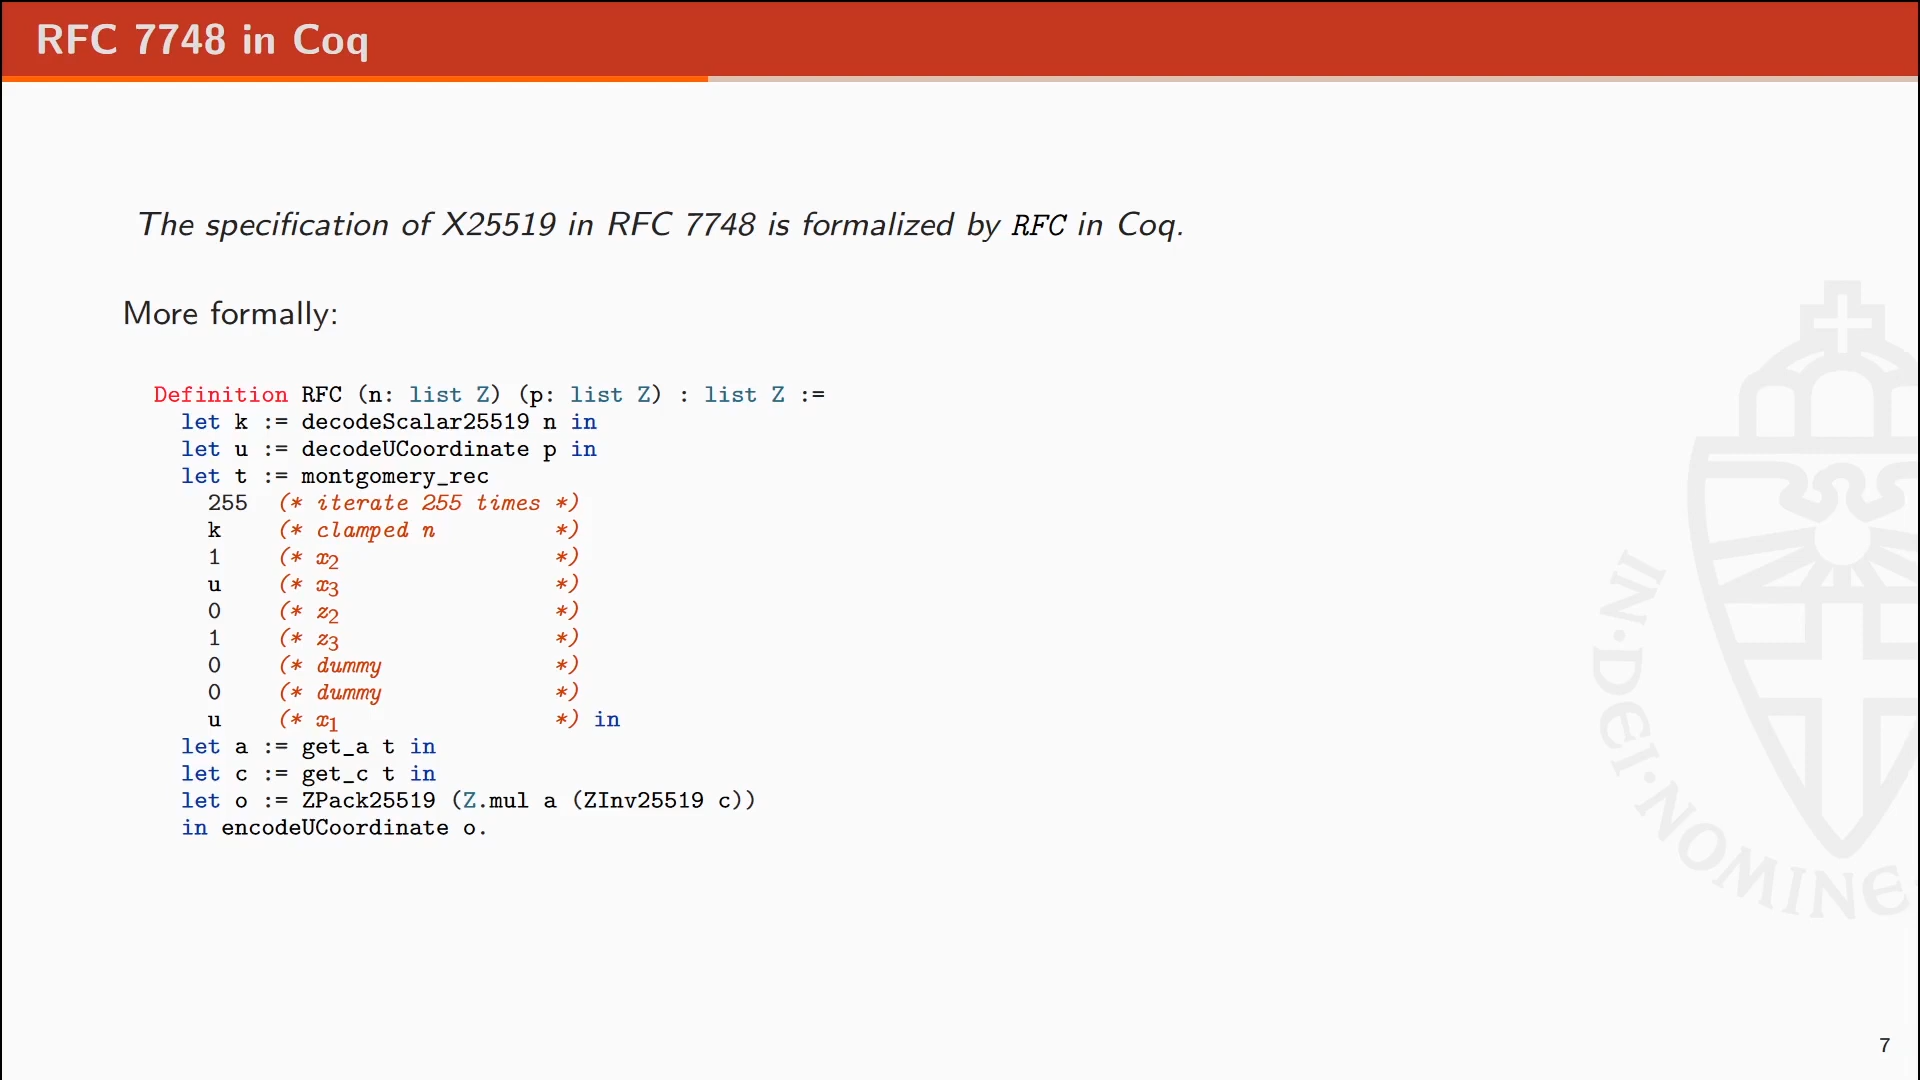 RFC 7748 in Coq
The specification of X25519 in RFC 7748 is formalized by RFC in Coq.
More formally:
Definition RFC (n: list Z) (p: list Z) : list Z :=
  let k := decodeScalar25519 n in
  let u := decodeUCoordinate p in
  let t := montgomery_rec
    255  (* iterate 255 times *)
    k    (* clamped n         *)
    1    (* x₂                *)
    u    (* x₃                *)
    0    (* z₂                *)
    1    (* z₃                *)
    0    (* dummy             *)
    0    (* dummy             *)
    u    (* x₁                *) in
  let a := get_a t in
  let c := get_c t in
  let o := ZPack25519 (Z.mul a (ZInv25519 c))
  in encodeUCoordinate o.
IN·DEI·NOMINE
7